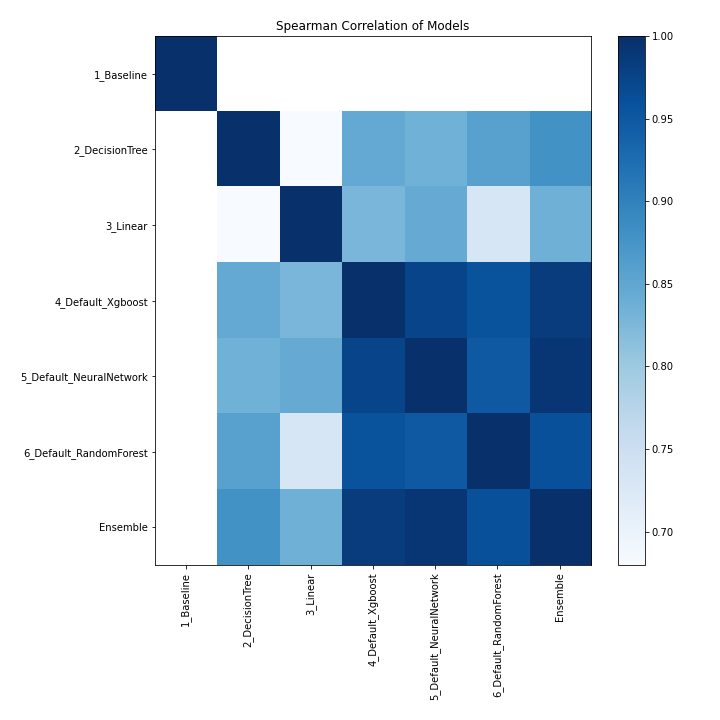 Spearman Correlation of Models
1_Baseline
2_DecisionTree
3_Linear
4_Default_Xgboost
5_Default_NeuralNetwork
6_Default_RandomForest
Ensemble
1_Baseline
2_DecisionTree
3_Linear
4_Default_Xgboost
5_Default_NeuralNetwork
6_Default_RandomForest
Ensemble
1.00
0.95
0.90
0.85
0.80
0.75
0.70